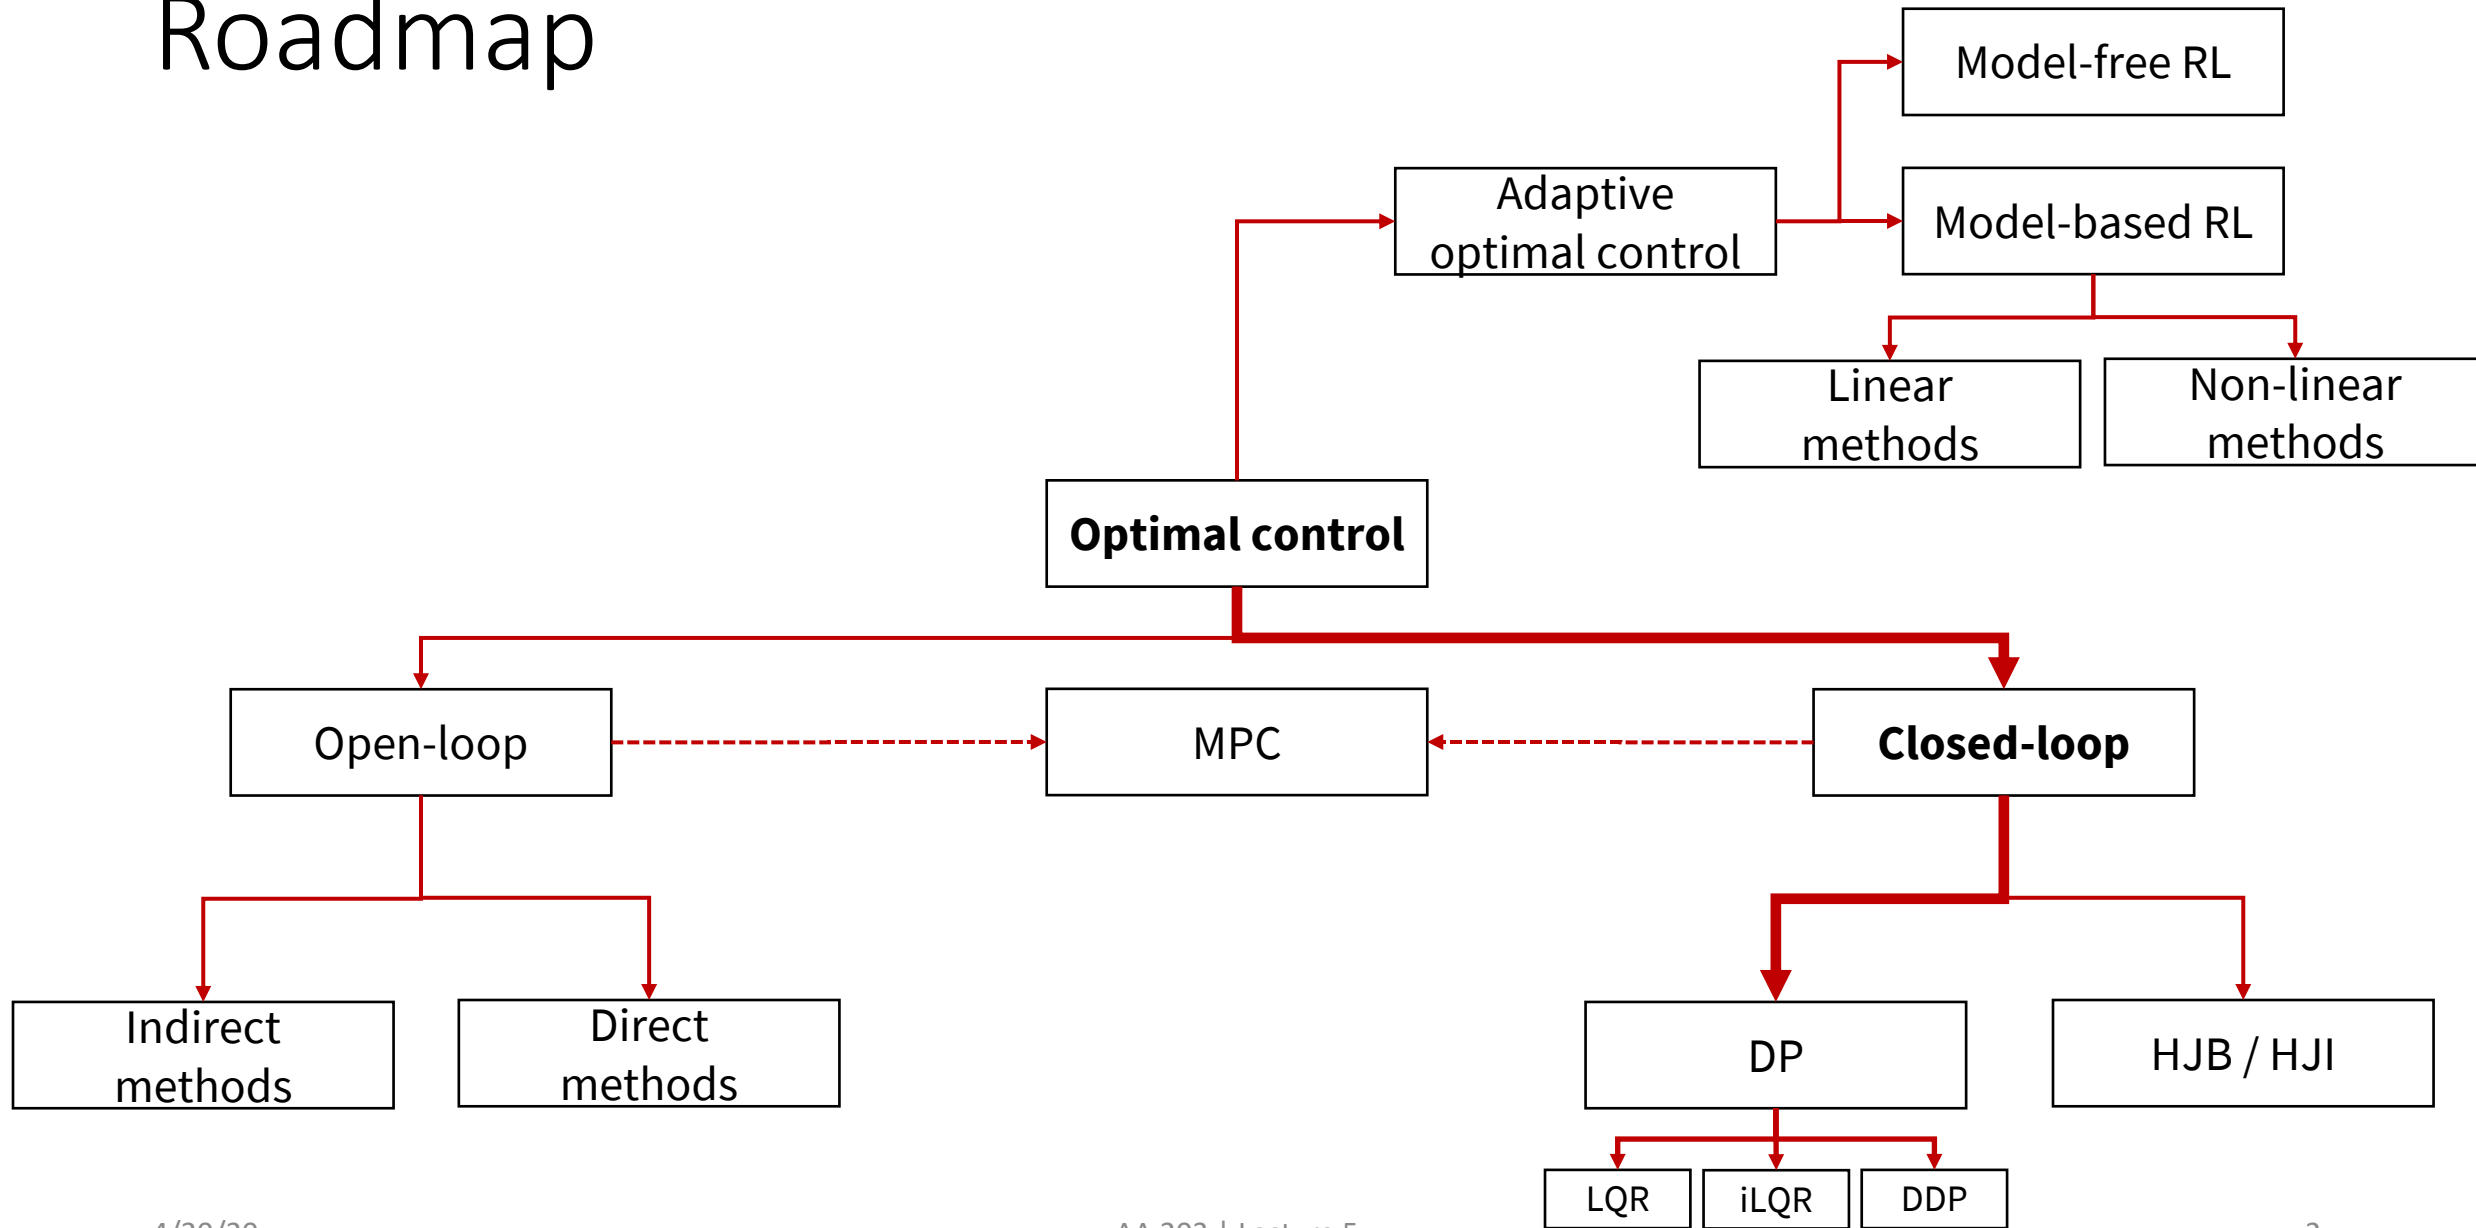 Roadmap
Model-free RL
Adaptive
optimal control
Model-based RL
Linear
methods
Non-linear
methods
Optimal control
Open-loop
MPC
Closed-loop
Indirect
methods
Direct
methods
DP
HJB / HJI
LQR
iLQR
DDP